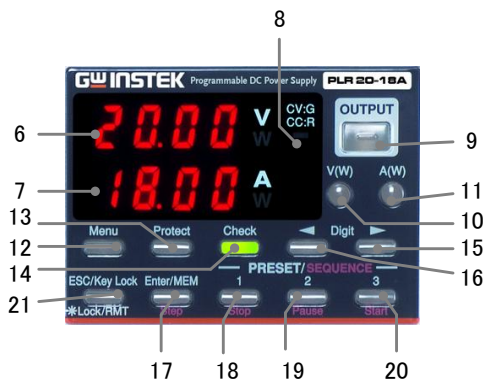 8
GWINSTEK Programmable DC Power Supply PLR 20-18A
6 20.00 V W CV:G CC:R OUTPUT 9
7 18.00 A W V(W) A(W) 11
10
13
12 Menu Protect Check ◄ Digit ► 15
14 16
PRESET/SEQUENCE
21 ESC/Key Lock Enter/MEM 1 2 3
*Lock/RMT Step Stop Pause Start
17 18 19 20